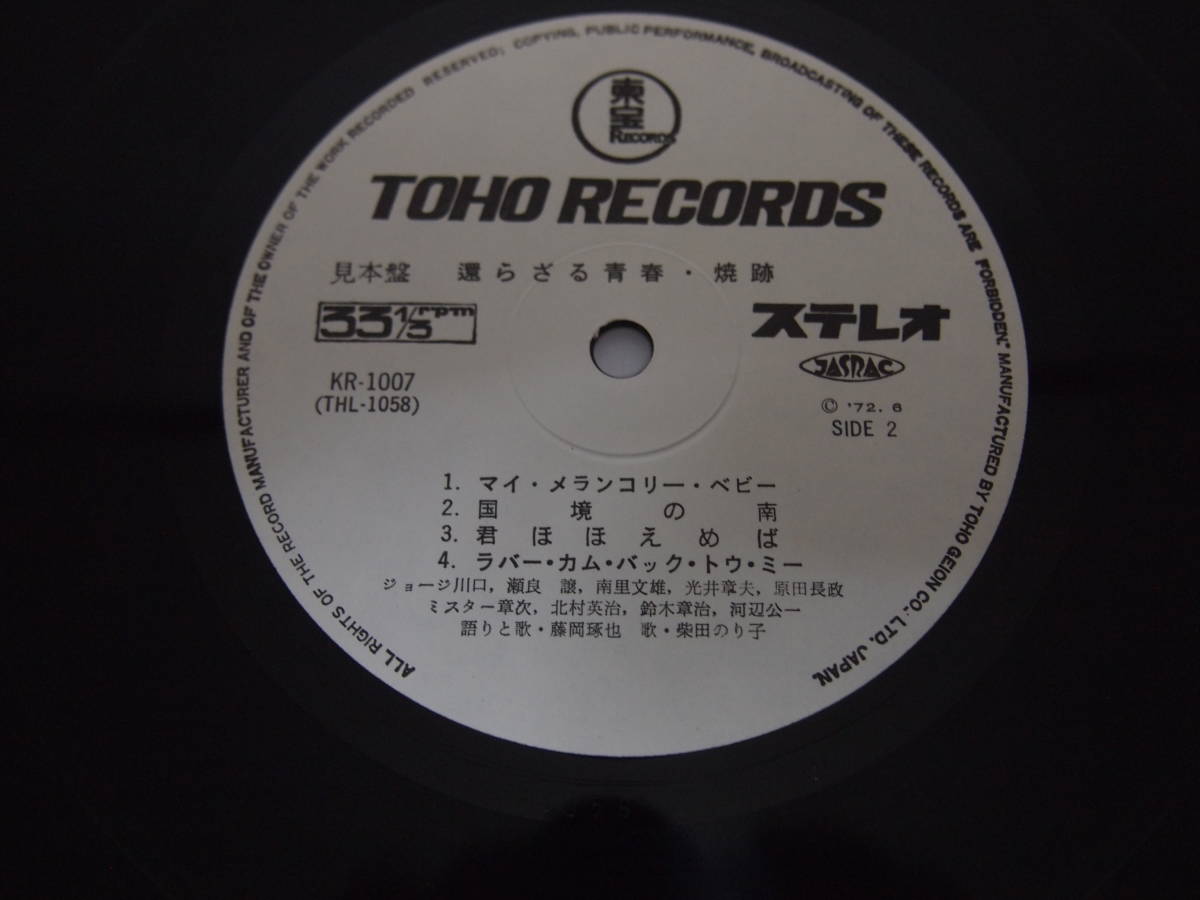 ALL RIGHTS OF THE RECORD MANUFACTURER AND OF THE OWNER OF THE WORK RECORDED RESERVED; COPYING, PUBLIC PERFORMANCE, BROADCASTING OF THESE RECORDS ARE FORBIDDEN." MANUFACTURED BY TOHO GEION CO., LTD. JAPAN.
東宝
RECORDS
TOHO RECORDS
見本盤 還らざる青春・焼跡
33 1/3 rpm ステレオ
JASRAC
KR-1007
(THL-1058)
© '72. 6
SIDE 2
1. マイ・メランコリー・ベビー
2. 国境の南
3. 君ほほえめば
4. ラバー・カム・バック・トウ・ミー
ジョージ川口, 瀬良 譲, 南里文雄, 光井章夫, 原田長政
ミスター章次, 北村英治, 鈴木章治, 河辺公一
語りと歌・藤岡琢也 歌・柴田のり子